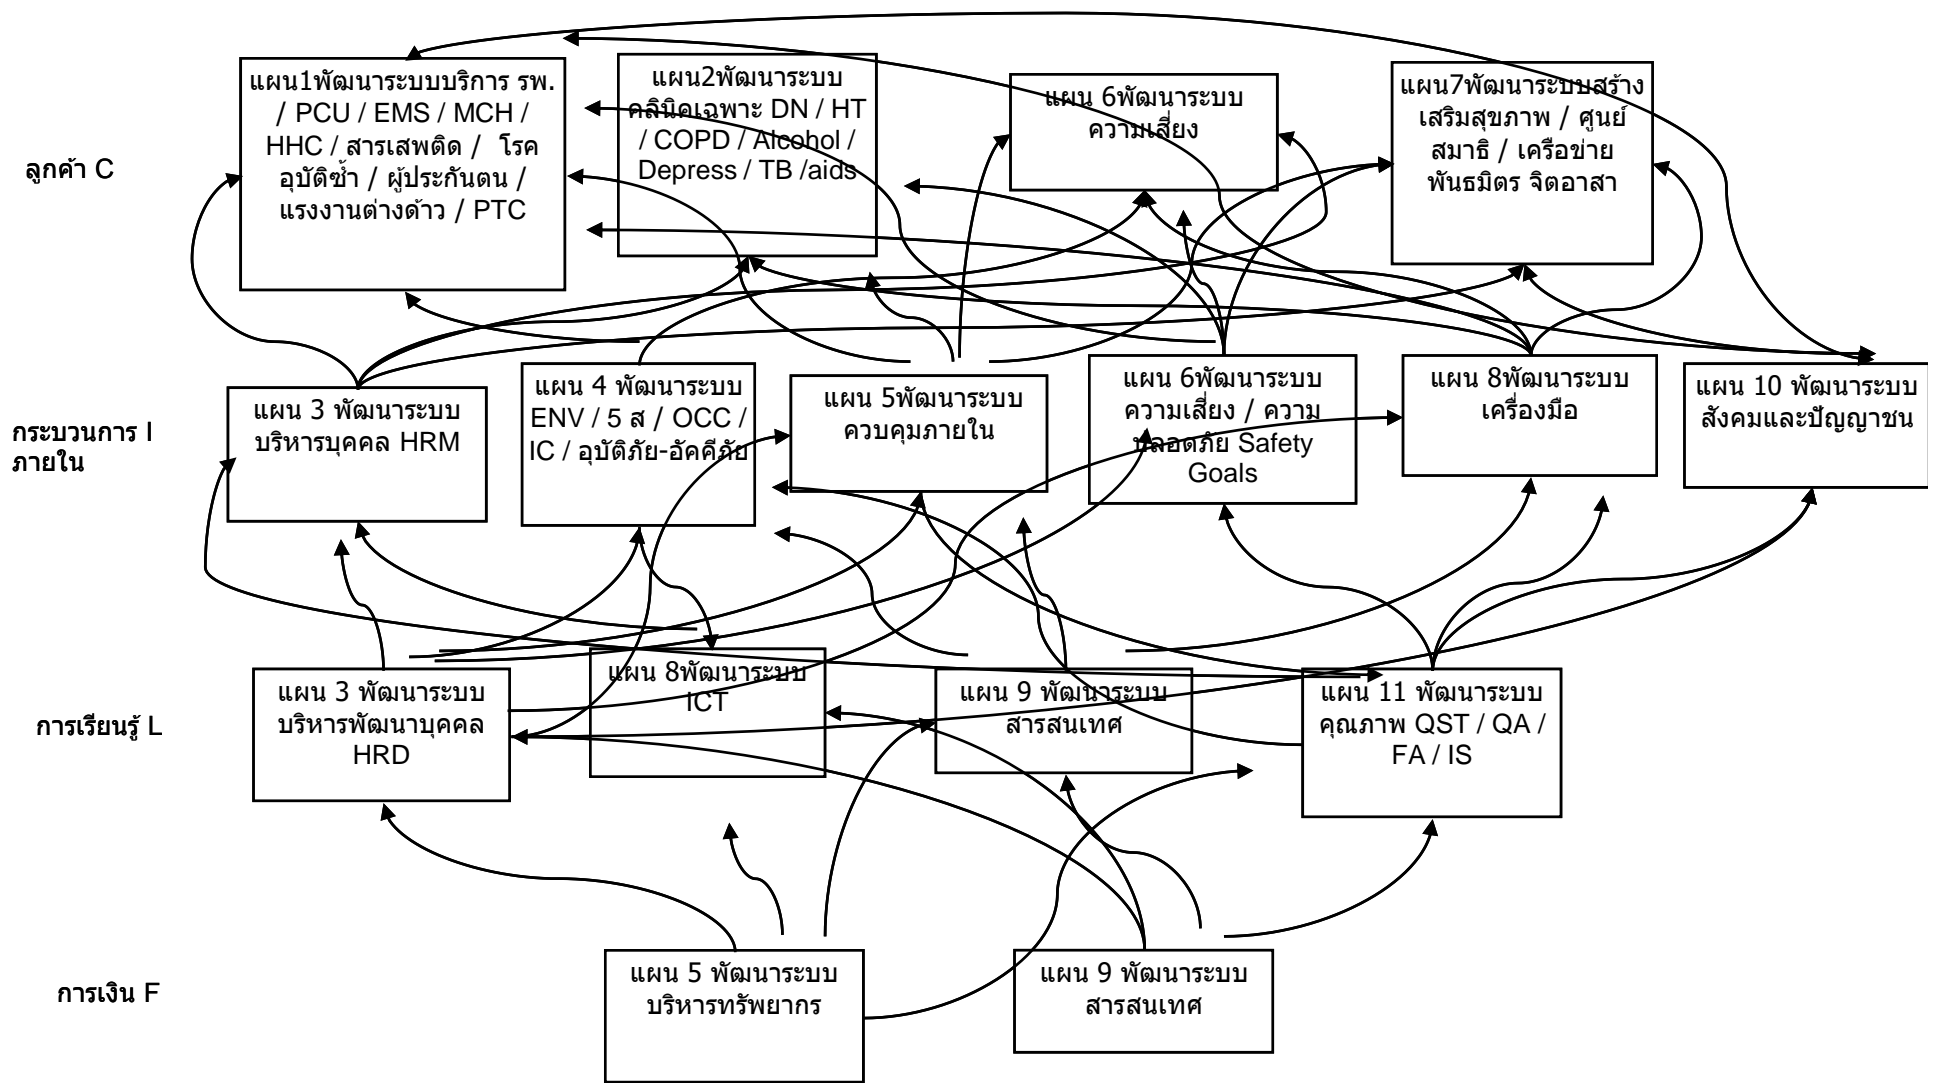 แผน1พัฒนาระบบบริการ รพ.
/ PCU / EMS / MCH /
HHC / สารเสพติด / โรค
อุบัติซ้ำ / ผู้ประกันตน /
แรงงานต่างด้าว / PTC
แผน2พัฒนาระบบ
คลินิคเฉพาะ DN / HT
/ COPD / Alcohol /
Depress / TB /aids
แผน 6พัฒนาระบบ
ความเสี่ยง
แผน7พัฒนาระบบสร้าง
เสริมสุขภาพ / ศูนย์
สมาธิ / เครือข่าย
พันธมิตร จิตอาสา
ลูกค้า C
แผน 3 พัฒนาระบบ
บริหารบุคคล HRM
แผน 4 พัฒนาระบบ
ENV / 5 ส / OCC /
IC / อุบัติภัย-อัคคีภัย
แผน 5พัฒนาระบบ
ควบคุมภายใน
แผน 6พัฒนาระบบ
ความเสี่ยง / ความ
ปลอดภัย Safety
Goals
แผน 8พัฒนาระบบ
เครื่องมือ
แผน 10 พัฒนาระบบ
สังคมและปัญญาชน
กระบวนการ I
ภายใน
แผน 3 พัฒนาระบบ
บริหารพัฒนาบุคคล
HRD
แผน 8พัฒนาระบบ
ICT
แผน 9 พัฒนาระบบ
สารสนเทศ
แผน 11 พัฒนาระบบ
คุณภาพ QST / QA /
FA / IS
การเรียนรู้ L
แผน 5 พัฒนาระบบ
บริหารทรัพยากร
แผน 9 พัฒนาระบบ
สารสนเทศ
การเงิน F